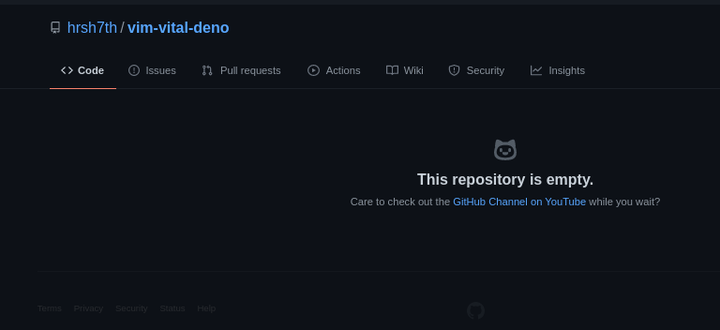 hrsh7th / vim-vital-deno
Code Issues Pull requests Actions Wiki Security Insights
This repository is empty.
Care to check out the GitHub Channel on YouTube while you wait?
Terms Privacy Security Status Help